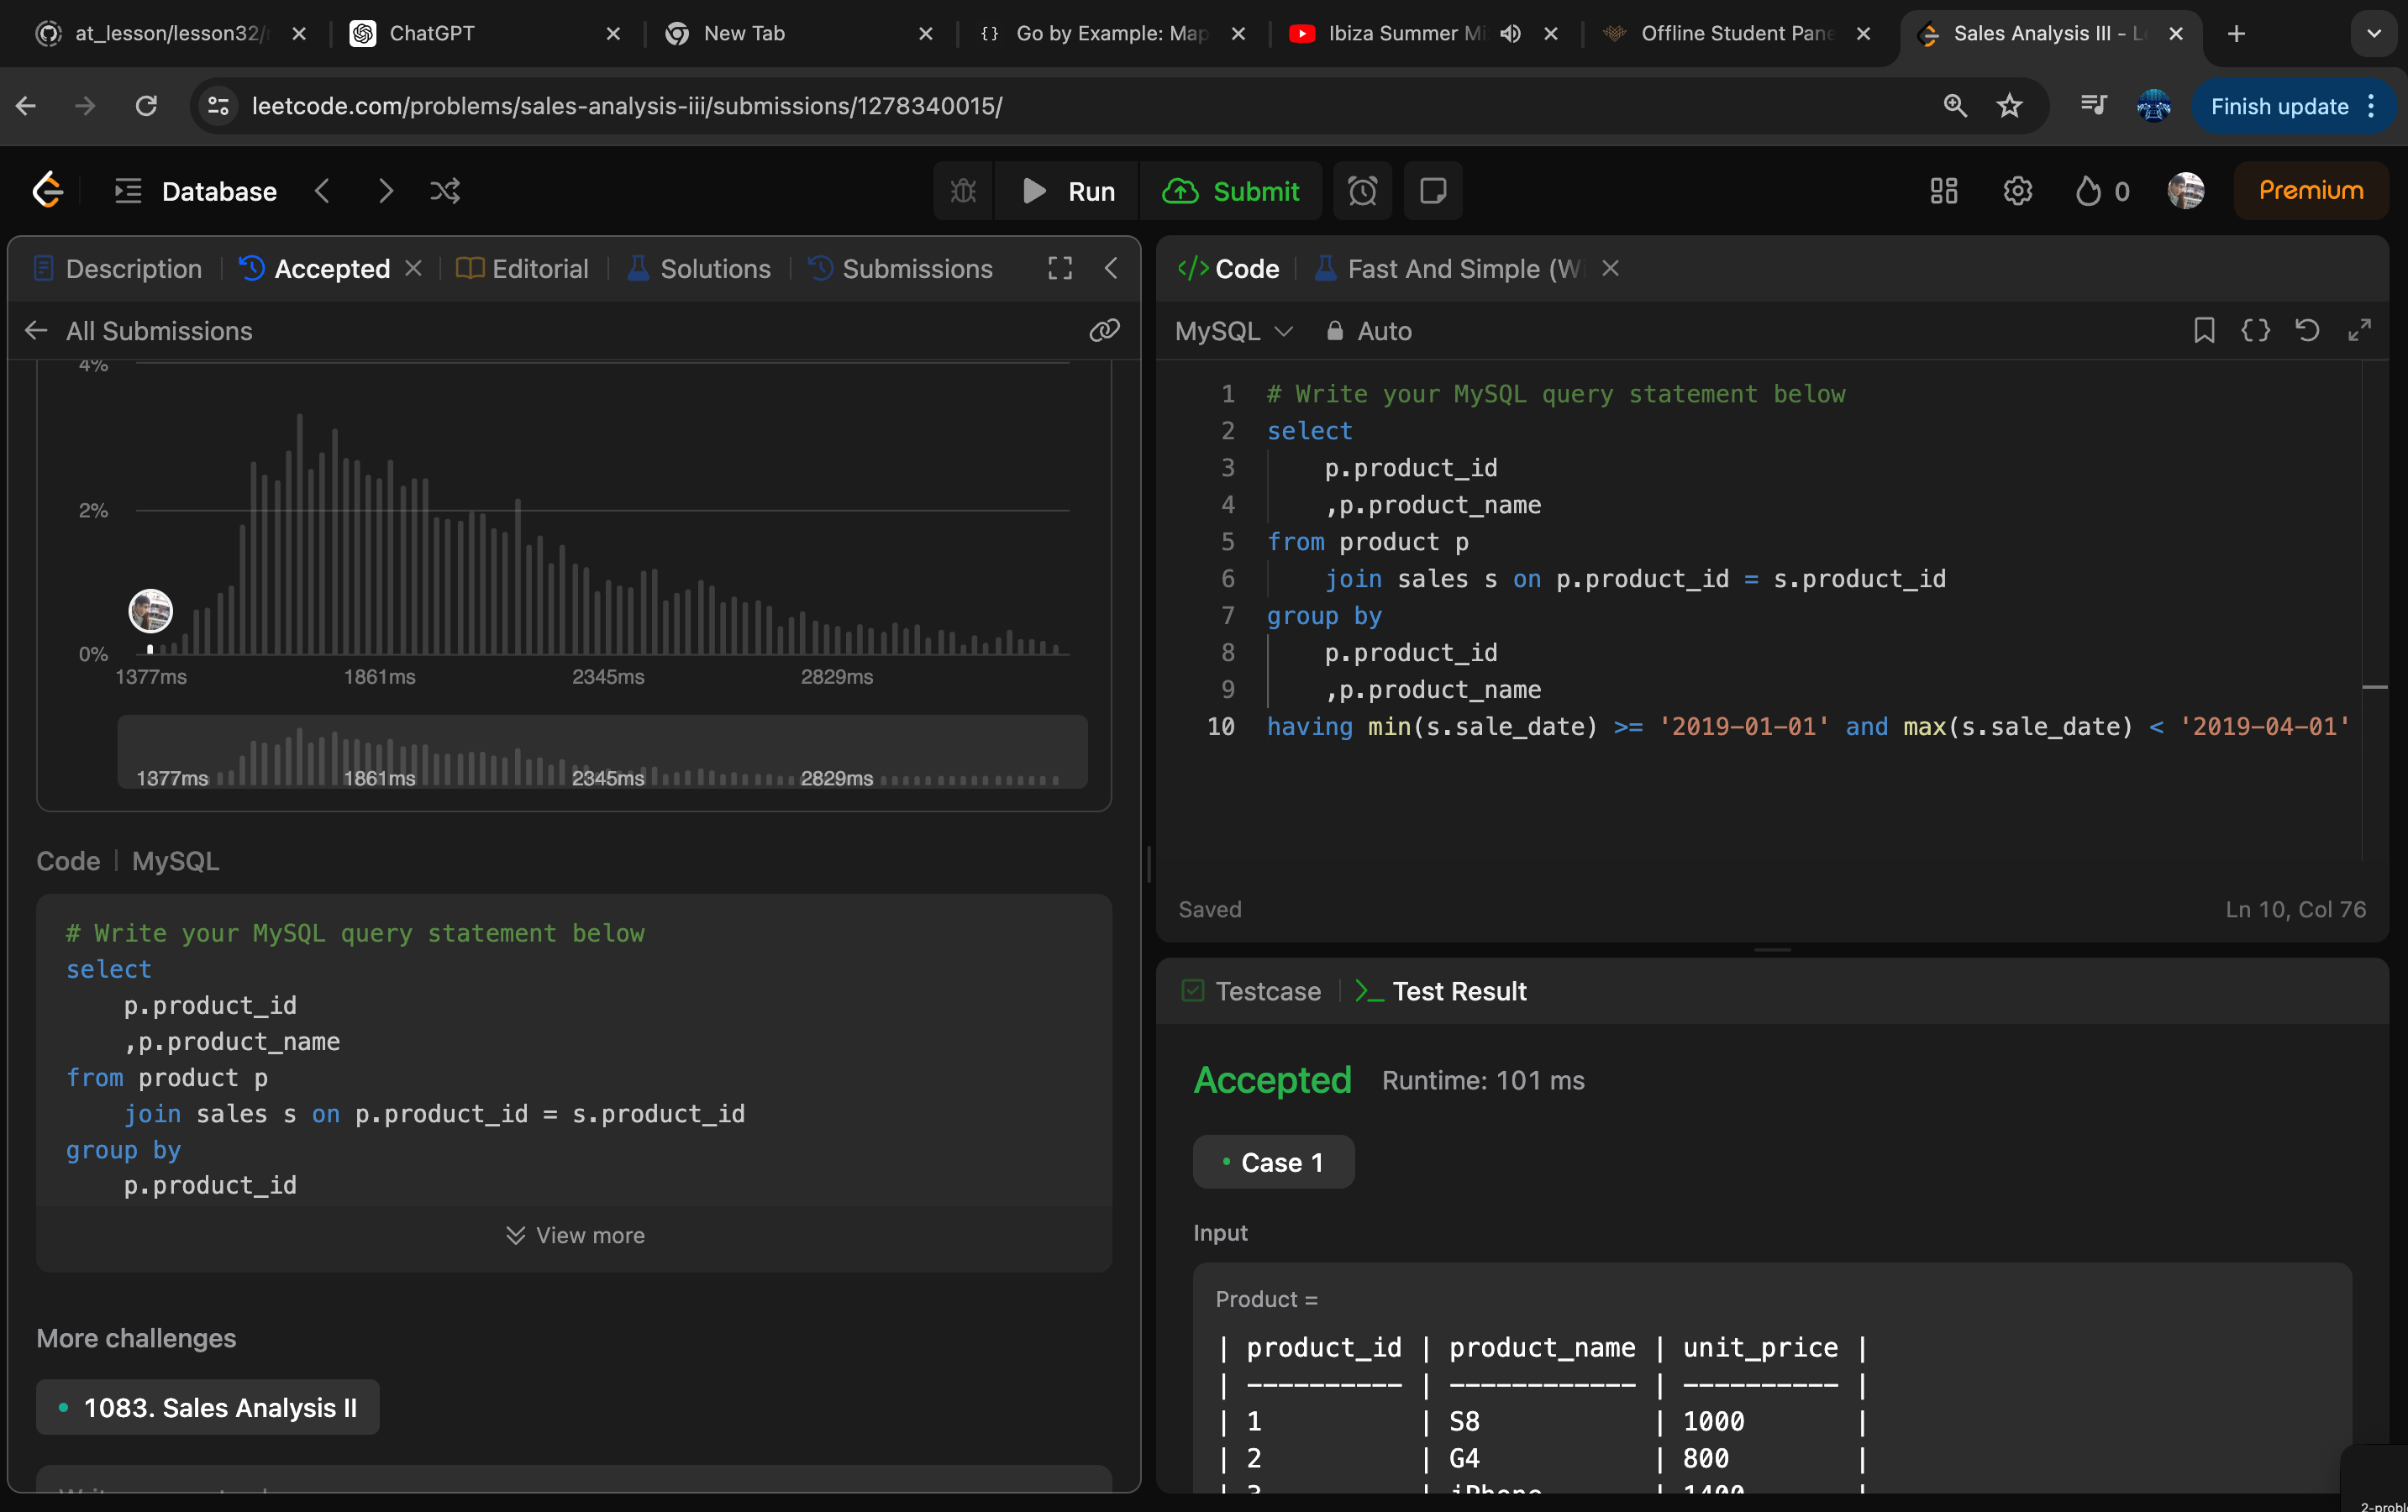 at_lesson/lesson32/
ChatGPT
New Tab
Go by Example: Map
Ibiza Summer Mi
Offline Student Pane
Sales Analysis III - L
leetcode.com/problems/sales-analysis-iii/submissions/1278340015/
Finish update
Database
Run
Submit
0
Premium
Description
Accepted
Editorial
Solutions
Submissions
All Submissions
4%
2%
0%
1377ms 1861ms 2345ms 2829ms
1377ms 1861ms 2345ms 2829ms
Code | MySQL
# Write your MySQL query statement below
select
    p.product_id
    ,p.product_name
from product p
    join sales s on p.product_id = s.product_id
group by
    p.product_id
View more
More challenges
1083. Sales Analysis II
</> Code
Fast And Simple (Wi
MySQL
Auto
1 # Write your MySQL query statement below
2 select
3     p.product_id
4     ,p.product_name
5 from product p
6     join sales s on p.product_id = s.product_id
7 group by
8     p.product_id
9     ,p.product_name
10 having min(s.sale_date) >= '2019-01-01' and max(s.sale_date) < '2019-04-01'
Saved
Ln 10, Col 76
Testcase
Test Result
Accepted
Runtime: 101 ms
Case 1
Input
Product =
| product_id | product_name | unit_price |
| ---------- | ------------ | ---------- |
| 1 | S8 | 1000 |
| 2 | G4 | 800 |
| 3 | iPhone | 1400 |